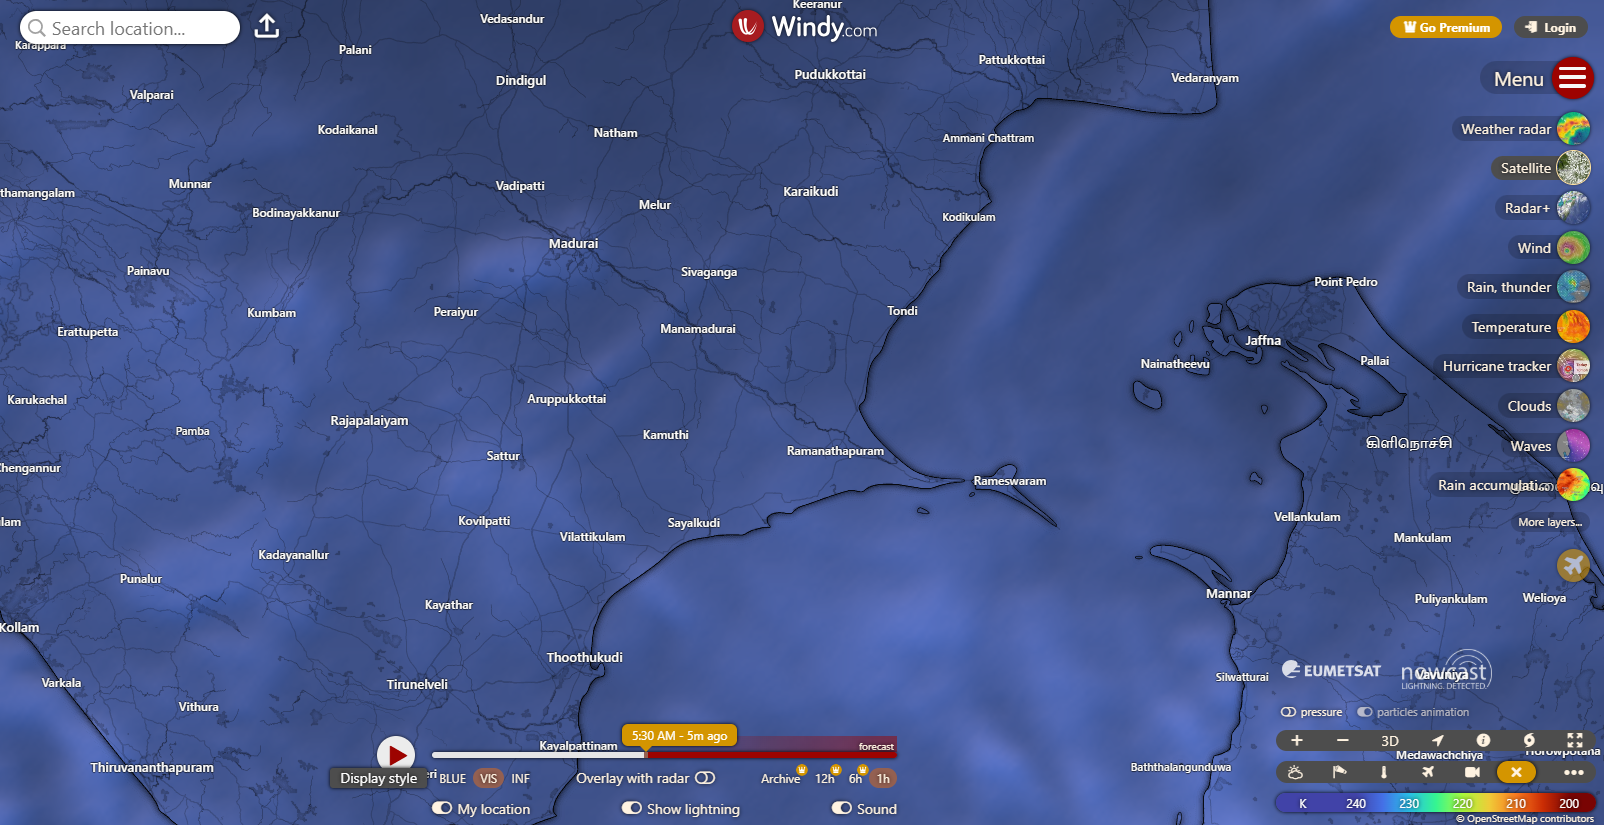 Search location...
Windy.com
Go Premium
Login
Menu
Weather radar
Satellite
Radar+
Wind
Rain, thunder
Temperature
Hurricane tracker
Clouds
Waves
Rain accumulati...
More layers...
Keeranur
Vedasandur
Karappara
Palani
Pattukkottai
Dindigul
Pudukkottai
Vedaranyam
Valparai
Kodaikanal
Natham
Ammani Chattram
Munnar
Vadipatti
Karaikudi
thamangalam
Melur
Bodinayakkanur
Kodikulam
Madurai
Painavu
Sivaganga
Point Pedro
Kumbam
Peraiyur
Tondi
Erattupetta
Manamadurai
Jaffna
Nainatheevu
Pallai
Karukachal
Aruppukkottai
Rajapalaiyam
Pamba
Kamuthi
கிளிநொச்சி
Sattur
Ramanathapuram
Chengannur
Rameswaram
Vellankulam
lam
Kovilpatti
Sayalkudi
Vilattikulam
Mankulam
Kadayanallur
Punalur
Mannar
Puliyankulam
Welioya
Kayathar
Kollam
Thoothukudi
Silwatturai
Vavuniya
Varkala
Tirunelveli
Vithura
Kayalpattinam
Thiruvananthapuram
Baththalangunduwa
Medawachchiya
Horowpotana
EUMETSAT
nowcast
LIGHTNING. DETECTED.
pressure
particles animation
3D
5:30 AM - 5m ago
forecast
Display style
eri
BLUE
VIS
INF
Overlay with radar
Archive
12h
6h
1h
My location
Show lightning
Sound
K 240 230 220 210 200
© OpenStreetMap contributors